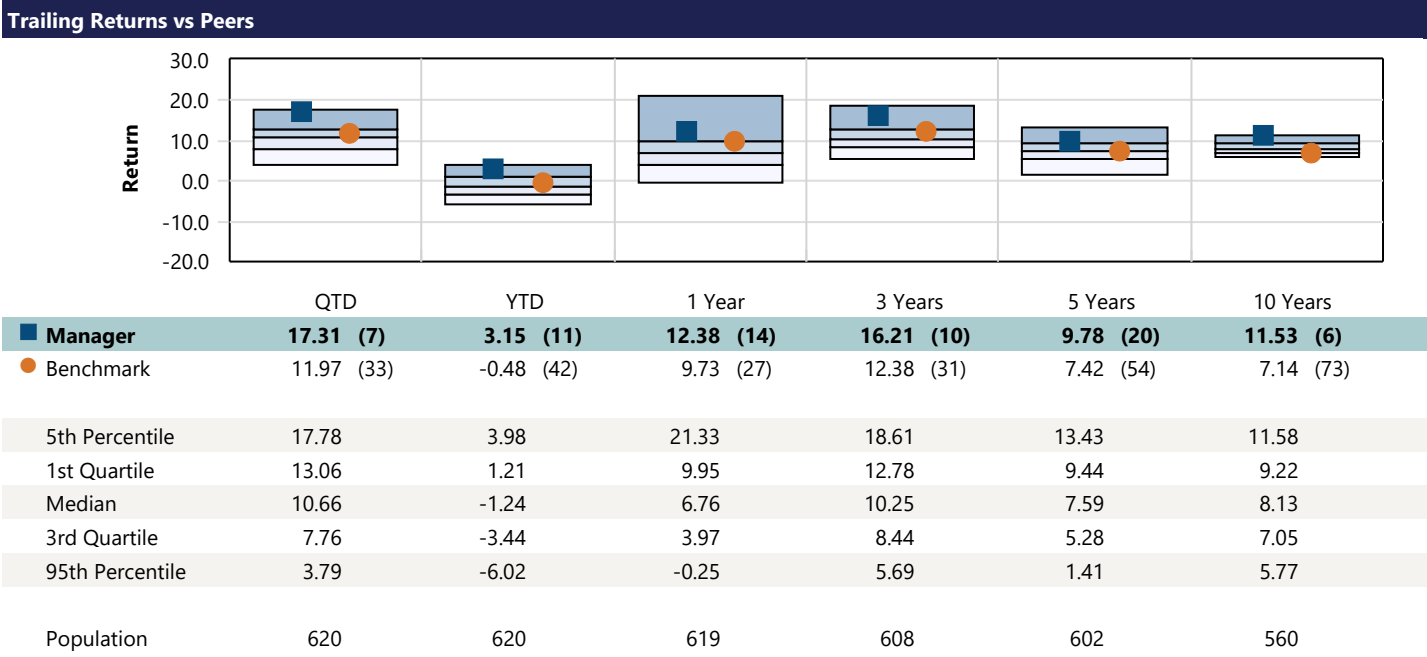 Trailing Returns vs Peers
30.0
20.0
10.0
0.0
-10.0
-20.0
Return
QTD YTD 1 Year 3 Years 5 Years 10 Years
Manager 17.31 (7) 3.15 (11) 12.38 (14) 16.21 (10) 9.78 (20) 11.53 (6)
Benchmark 11.97 (33) -0.48 (42) 9.73 (27) 12.38 (31) 7.42 (54) 7.14 (73)
5th Percentile 17.78 3.98 21.33 18.61 13.43 11.58
1st Quartile 13.06 1.21 9.95 12.78 9.44 9.22
Median 10.66 -1.24 6.76 10.25 7.59 8.13
3rd Quartile 7.76 -3.44 3.97 8.44 5.28 7.05
95th Percentile 3.79 -6.02 -0.25 5.69 1.41 5.77
Population 620 620 619 608 602 560